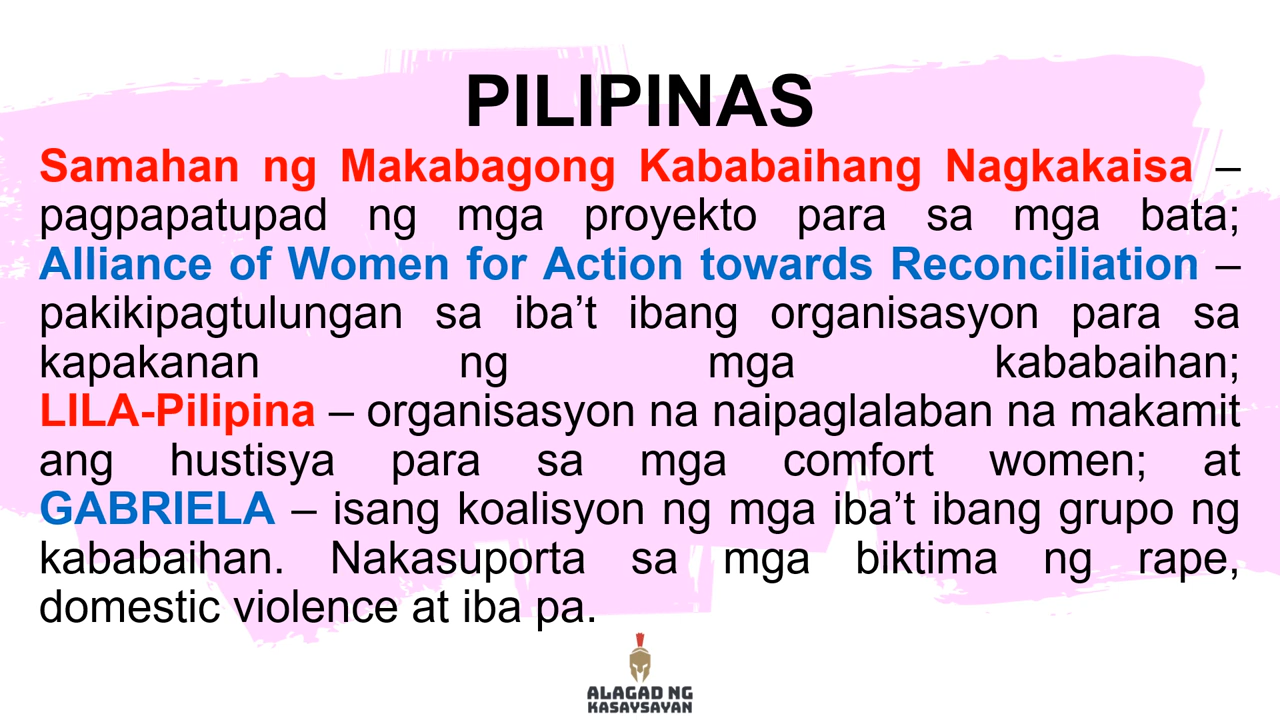 PILIPINAS
Samahan ng Makabagong Kababaihang Nagkakaisa –
pagpapatupad ng mga proyekto para sa mga bata;
Alliance of Women for Action towards Reconciliation –
pakikipagtulungan sa iba’t ibang organisasyon para sa
kapakanan ng mga kababaihan;
LILA-Pilipina – organisasyon na naipaglalaban na makamit
ang hustisya para sa mga comfort women; at
GABRIELA – isang koalisyon ng mga iba’t ibang grupo ng
kababaihan. Nakasuporta sa mga biktima ng rape,
domestic violence at iba pa.
ALAGAD NG
KASAYSAYAN